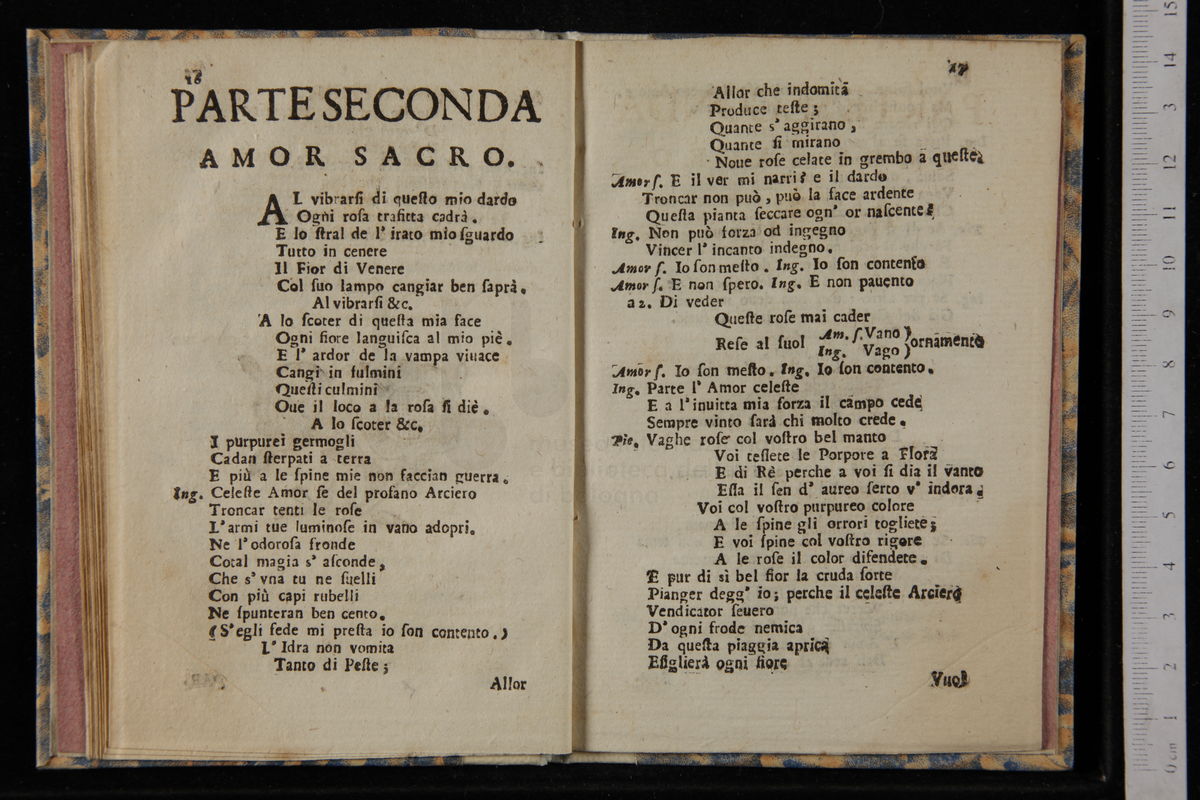 16
PARTE SECONDA
AMOR SACRO.
AL vibrarſi di queſto mio dardo
Ogni roſa trafitta cadrà.
E lo ſtral de l'irato mio ſguardo
Tutto in cenere
Il Fior di Venere
Col ſuo lampo cangiar ben ſaprà.
Al vibrarſi &c.
A lo ſcoter di queſta mia face
Ogni fiore languiſca al mio piè.
E l'ardor de la vampa viuace
Cangi in fulmini
Queſti culmini
Oue il loco a la roſa ſi diè.
A lo ſcoter &c.
I purpurei germogli
Cadan ſterpati a terra
E più a le ſpine mie non faccian guerra.
Ing. Celeſte Amor ſe del profano Arciero
Troncar tenti le roſe
L'armi tue luminoſe in vano adopri.
Ne l'odoroſa fronde
Cotal magia s'aſconde,
Che s'vna tu ne ſuelli
Con più capi rubelli
Ne ſpunteran ben cento.
(S'egli fede mi preſta io ſon contento.)
L'Idra non vomita
Tanto di Peſte;
Allor
17
Allor che indomita
Produce teſte;
Quante s'aggirano,
Quante ſi mirano
Noue roſe celate in grembo a queſte.
Amor ſ. E il ver mi narri? e il dardo
Troncar non può, può la face ardente
Queſta pianta ſeccare ogn' or naſcente?
Ing. Non può forza od ingegno
Vincer l'incanto indegno.
Amor ſ. Io ſon meſto. Ing. Io ſon contento
Amor ſ. E non ſpero. Ing. E non pauento
a 2. Di veder
Queſte roſe mai cader
Reſe al ſuol Am. ſ. Vano) ornamento
Ing. Vago)
Amor ſ. Io ſon meſto. Ing. Io ſon contento.
Ing. Parte l'Amor celeſte
E a l'inuitta mia forza il campo cede
Sempre vinto ſarà chi molto crede.
Pie. Vaghe roſe col voſtro bel manto
Voi teſſete le Porpore a Flora
E di Rè perche a voi ſi dia il vanto
Eſſa il ſen d'aureo ſerto v'indora;
Voi col voſtro purpureo colore
A le ſpine gli orrori togliete;
E voi ſpine col voſtro rigore
A le roſe il color difendete.
E pur di sì bel fior la cruda ſorte
Pianger degg' io; perche il celeſte Arciero
Vendicator ſeuero
D'ogni frode nemica
Da queſta piaggia aprica
Eſiglierà ogni fiore
Vuol